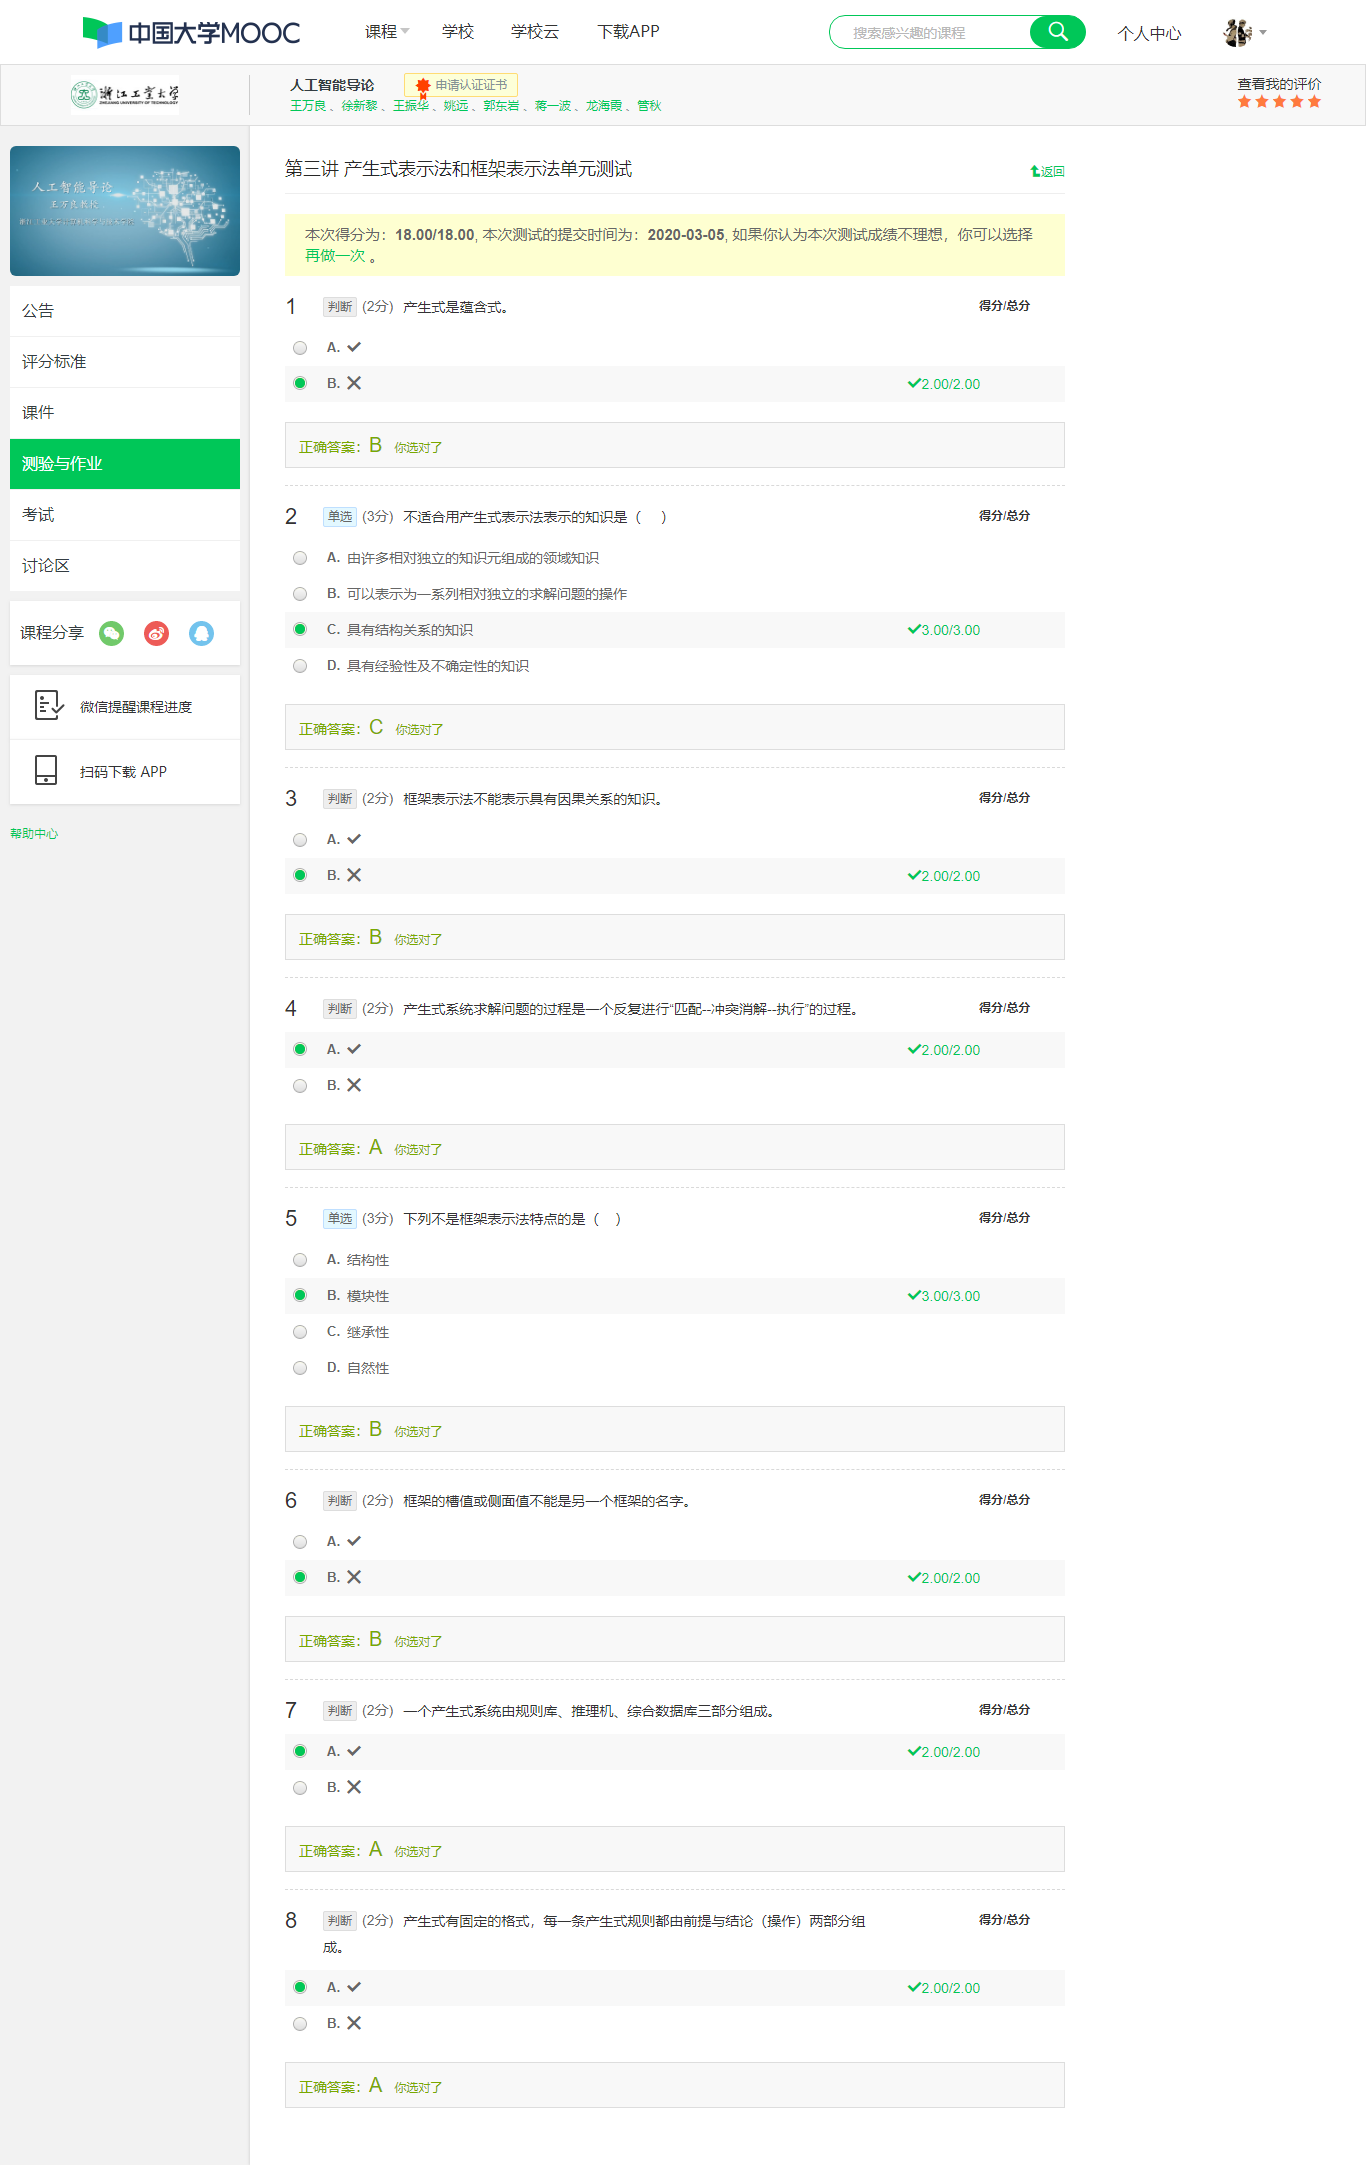 中国大学MOOC
课程 学校 学校云 下载APP
搜索感兴趣的课程
个人中心
浙江工业大学
ZHEJIANG UNIVERSITY OF TECHNOLOGY
人工智能导论 申请认证证书
王万良 、徐新黎 、王振华 、姚远 、郭东岩 、蒋一波 、龙海霞 、管秋
查看我的评价
人工智能导论
王万良教授
公告
评分标准
课件
测验与作业
考试
讨论区
课程分享
微信提醒课程进度
扫码下载 APP
帮助中心
第三讲 产生式表示法和框架表示法单元测试
返回
本次得分为：18.00/18.00, 本次测试的提交时间为：2020-03-05, 如果你认为本次测试成绩不理想，你可以选择
再做一次 。
1 判断 (2分) 产生式是蕴含式。 得分/总分
A.
B. 2.00/2.00
正确答案：B 你选对了
2 单选 (3分) 不适合用产生式表示法表示的知识是（ ） 得分/总分
A. 由许多相对独立的知识元组成的领域知识
B. 可以表示为一系列相对独立的求解问题的操作
C. 具有结构关系的知识 3.00/3.00
D. 具有经验性及不确定性的知识
正确答案：C 你选对了
3 判断 (2分) 框架表示法不能表示具有因果关系的知识。 得分/总分
A.
B. 2.00/2.00
正确答案：B 你选对了
4 判断 (2分) 产生式系统求解问题的过程是一个反复进行“匹配--冲突消解--执行”的过程。 得分/总分
A. 2.00/2.00
B.
正确答案：A 你选对了
5 单选 (3分) 下列不是框架表示法特点的是（ ） 得分/总分
A. 结构性
B. 模块性 3.00/3.00
C. 继承性
D. 自然性
正确答案：B 你选对了
6 判断 (2分) 框架的槽值或侧面值不能是另一个框架的名字。 得分/总分
A.
B. 2.00/2.00
正确答案：B 你选对了
7 判断 (2分) 一个产生式系统由规则库、推理机、综合数据库三部分组成。 得分/总分
A. 2.00/2.00
B.
正确答案：A 你选对了
8 判断 (2分) 产生式有固定的格式，每一条产生式规则都由前提与结论（操作）两部分组 得分/总分
成。
A. 2.00/2.00
B.
正确答案：A 你选对了